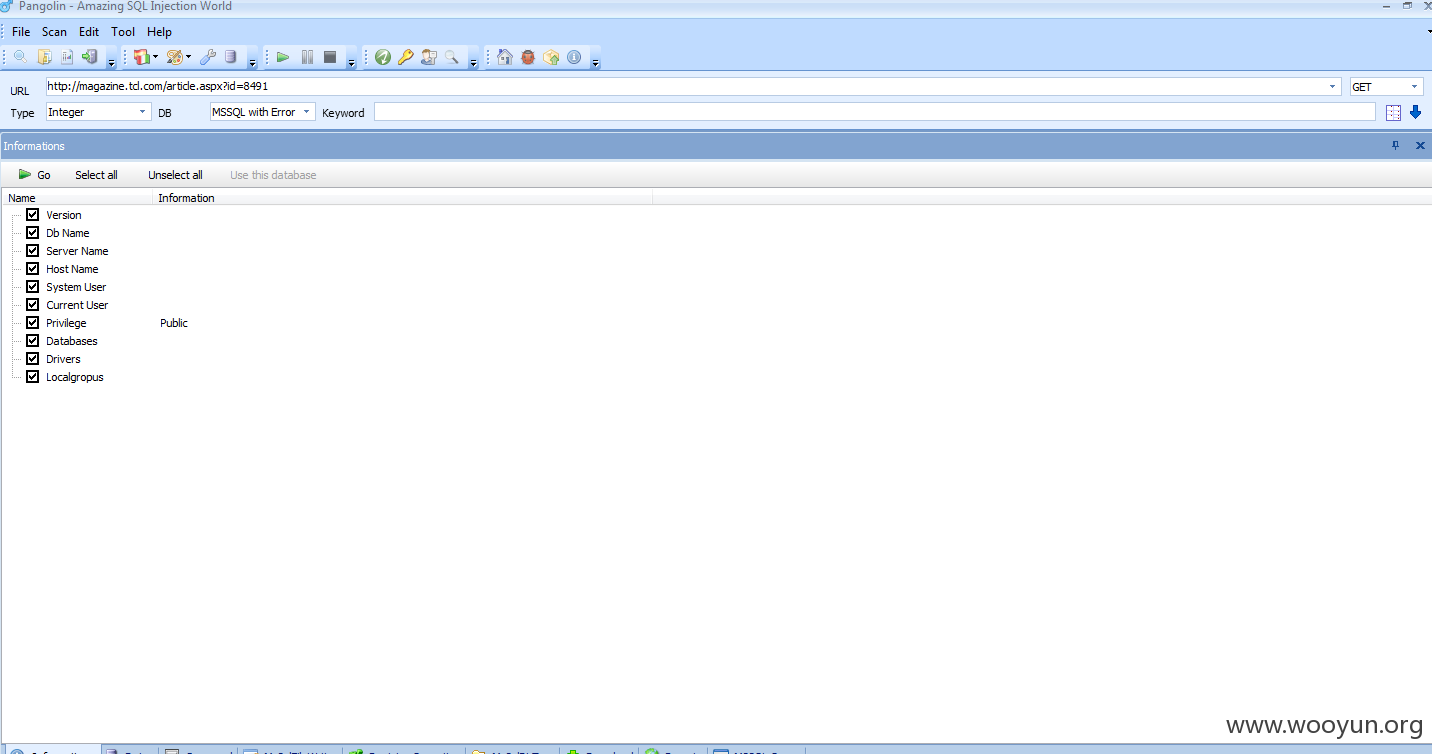 Pangolin - Amazing SQL Injection World
File Scan Edit Tool Help
URL http://magazine.tcl.com/article.aspx?id=8491 GET
Type Integer DB MSSQL with Error Keyword
Informations
Go Select all Unselect all Use this database
Name Information
Version
Db Name
Server Name
Host Name
System User
Current User
Privilege Public
Databases
Drivers
Localgropus
www.wooyun.org